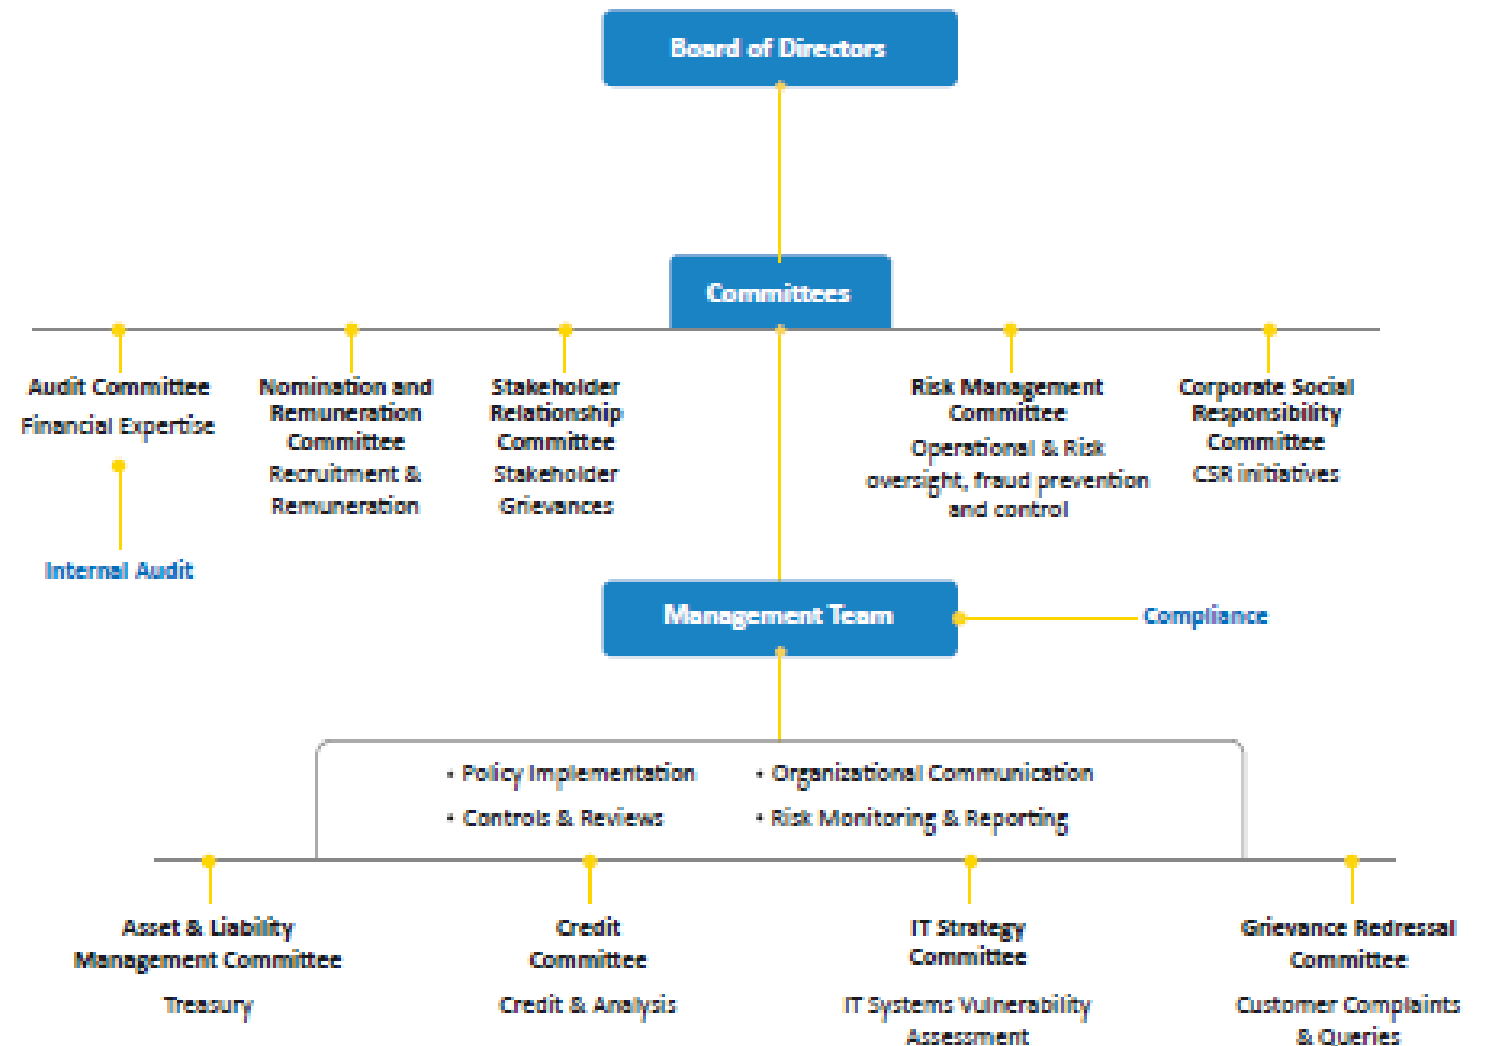 Board of Directors
Committees
Audit Committee
Financial Expertise
Internal Audit
Nomination and
Remuneration
Committee
Recruitment &
Remuneration
Stakeholder
Relationship
Committee
Stakeholder
Grievances
Risk Management
Committee
Operational & Risk
oversight, fraud prevention
and control
Corporate Social
Responsibility
Committee
CSR initiatives
Management Team
Compliance
• Policy Implementation
• Controls & Reviews
• Organizational Communication
• Risk Monitoring & Reporting
Asset & Liability
Management Committee
Treasury
Credit
Committee
Credit & Analysis
IT Strategy
Committee
IT Systems Vulnerability
Assessment
Grievance Redressal
Committee
Customer Complaints
& Queries